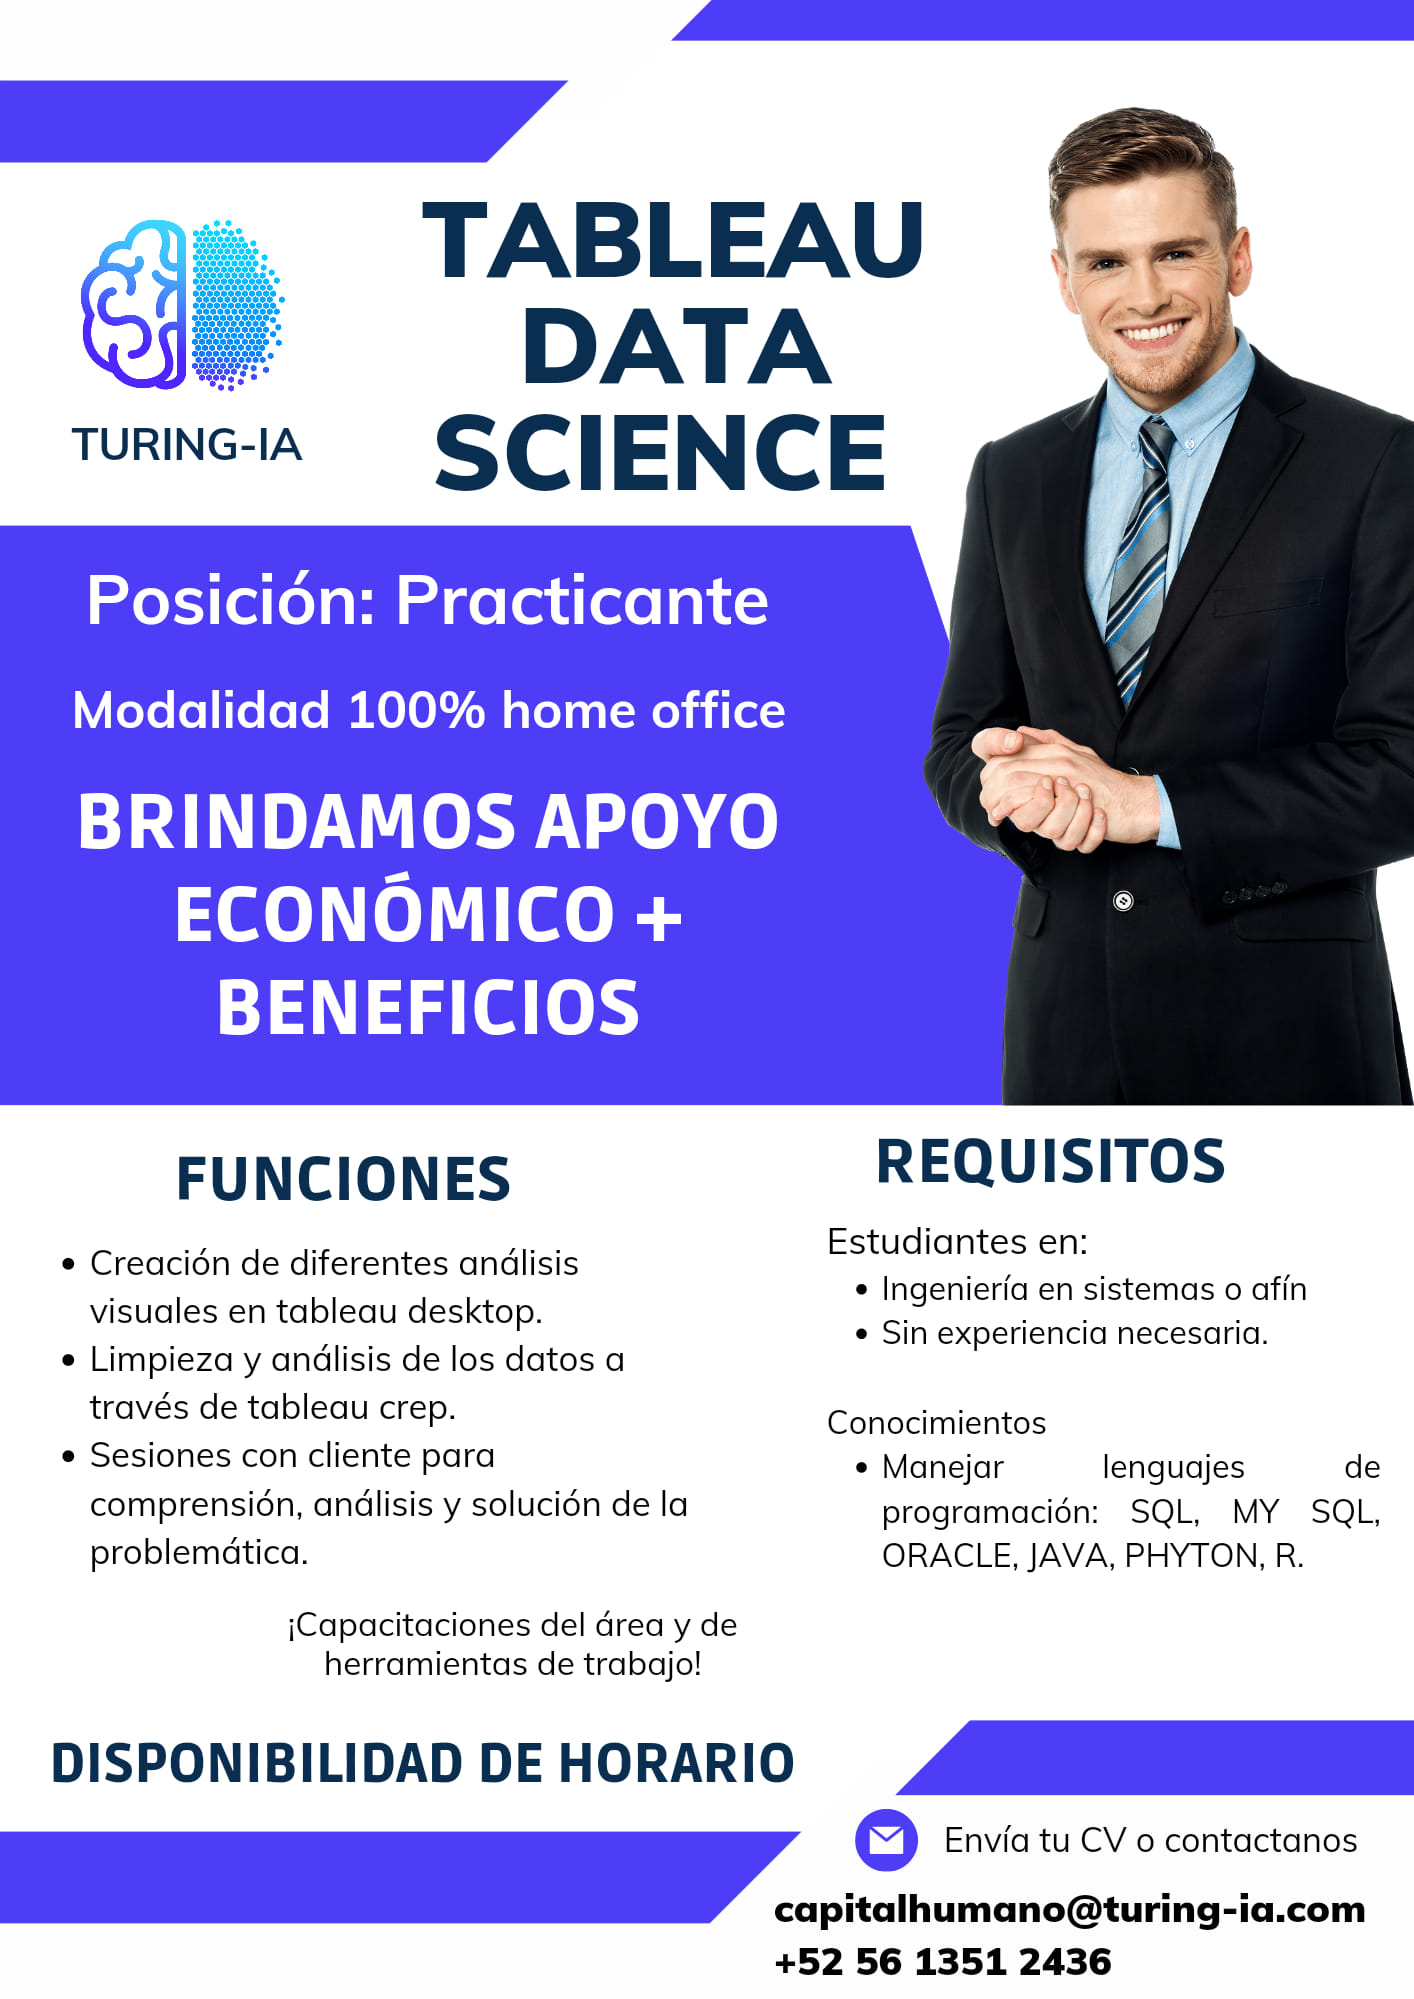 TURING-IA
TABLEAU
DATA
SCIENCE
Posición: Practicante
Modalidad 100% home office
BRINDAMOS APOYO
ECONÓMICO +
BENEFICIOS
FUNCIONES
• Creación de diferentes análisis
visuales en tableau desktop.
• Limpieza y análisis de los datos a
través de tableau crep.
• Sesiones con cliente para
comprensión, análisis y solución de la
problemática.
¡Capacitaciones del área y de
herramientas de trabajo!
DISPONIBILIDAD DE HORARIO
REQUISITOS
Estudiantes en:
• Ingeniería en sistemas o afín
• Sin experiencia necesaria.
Conocimientos
• Manejar lenguajes de
programación: SQL, MY SQL,
ORACLE, JAVA, PHYTON, R.
Envía tu CV o contactanos
capitalhumano@turing-ia.com
+52 56 1351 2436